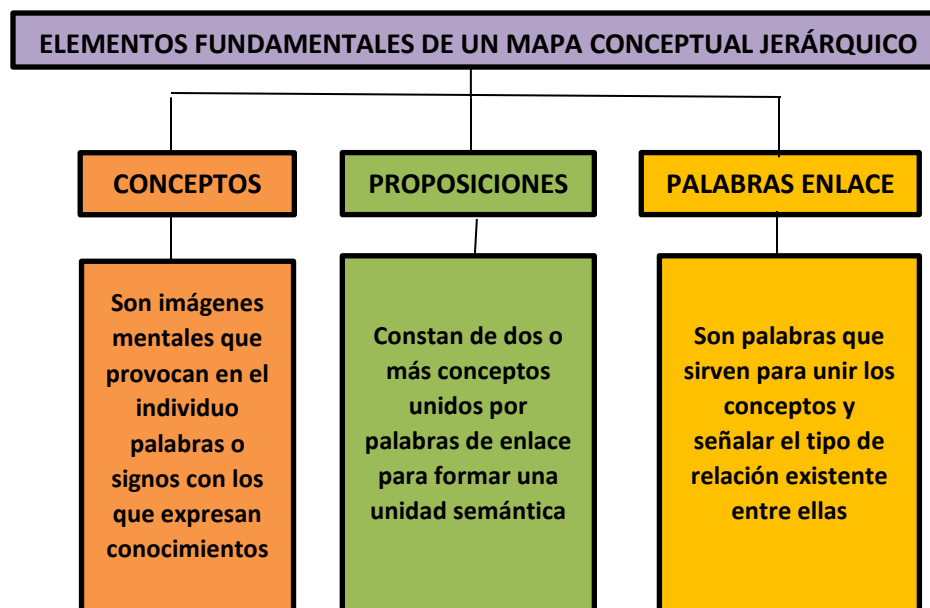 ELEMENTOS FUNDAMENTALES DE UN MAPA CONCEPTUAL JERÁRQUICO
CONCEPTOS
PROPOSICIONES
PALABRAS ENLACE
Son imágenes
mentales que
provocan en el
individuo
palabras o
signos con los
que expresan
conocimientos
Constan de dos o
más conceptos
unidos por
palabras de enlace
para formar una
unidad semántica
Son palabras que
sirven para unir los
conceptos y
señalar el tipo de
relación existente
entre ellas